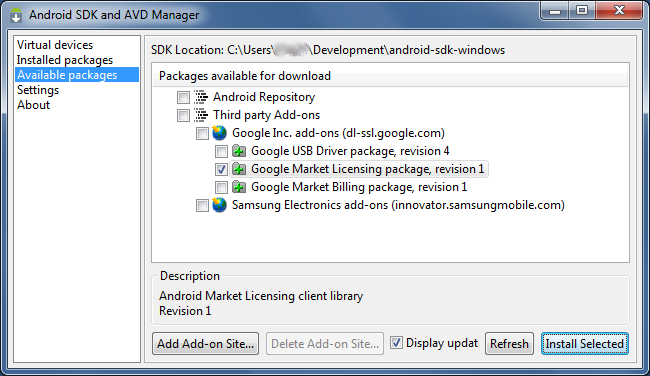 Android SDK and AVD Manager
Virtual devices
Installed packages
Available packages
Settings
About
SDK Location: C:\Users\ \Development\android-sdk-windows
Packages available for download
Android Repository
Third party Add-ons
Google Inc. add-ons (dl-ssl.google.com)
Google USB Driver package, revision 4
Google Market Licensing package, revision 1
Google Market Billing package, revision 1
Samsung Electronics add-ons (innovator.samsungmobile.com)
Description
Android Market Licensing client library
Revision 1
Add Add-on Site... Delete Add-on Site... Display updat Refresh Install Selected